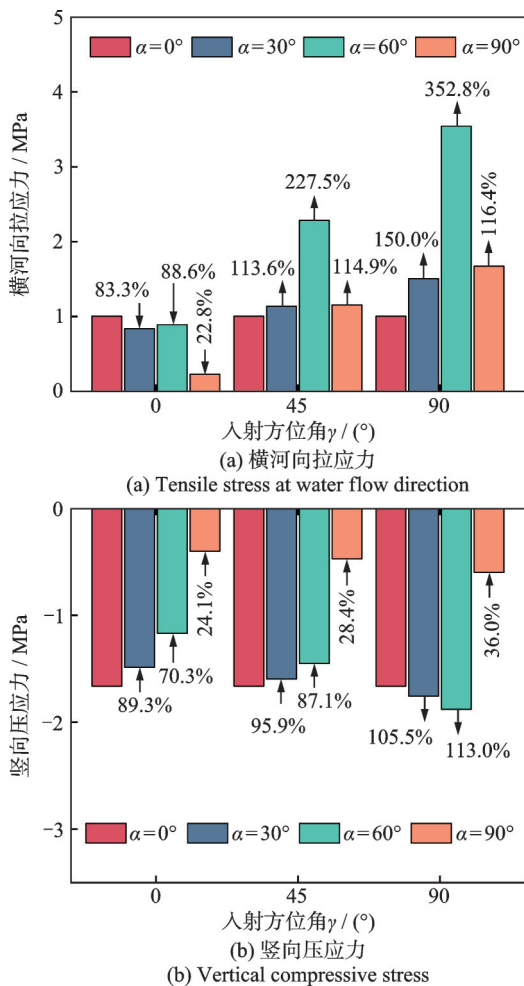 5
α=0° α=30° α=60° α=90°
352.8%
4
横河向拉应力 / MPa
3
227.5%
116.4%
150.0%
2
113.6% 114.9%
83.3% 88.6% 22.8%
1
0
0 45 90
入射方位角γ / (°)
(a) 横河向拉应力
(a) Tensile stress at water flow direction
0
竖向压应力 / MPa
24.1% 28.4% 36.0%
−1
70.3% 87.1%
89.3% 95.9%
105.5% 113.0%
−2
α=0° α=30° α=60° α=90°
−3
0 45 90
入射方位角γ / (°)
(b) 竖向压应力
(b) Vertical compressive stress